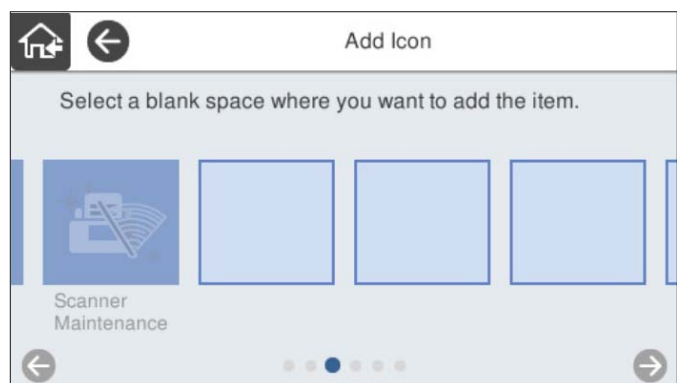 Add Icon
Select a blank space where you want to add the item.
Scanner
Maintenance